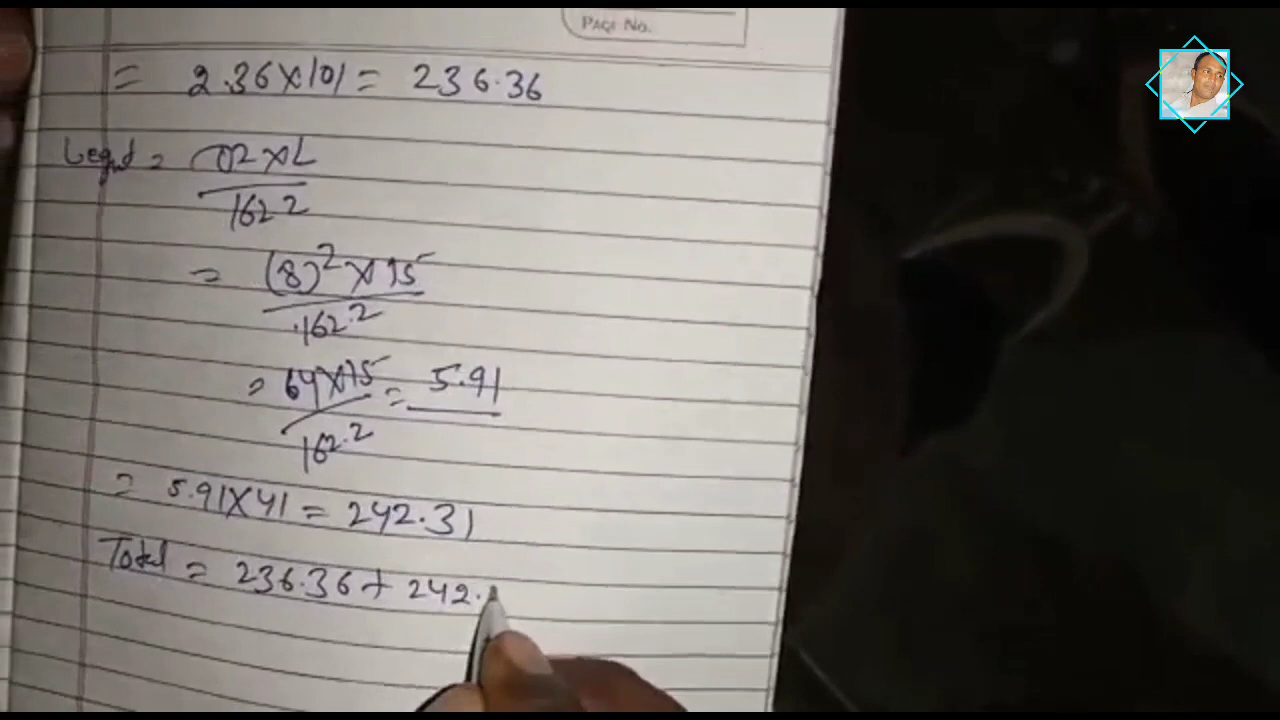 PAGE NO.
= 2.36×101 = 236.36
= D2 × L
162 2
= (8)² × 15
162.2
= 64×15 = 5.91
162.2
= 5.91×41 = 242.31
Total = 236.36 + 242.